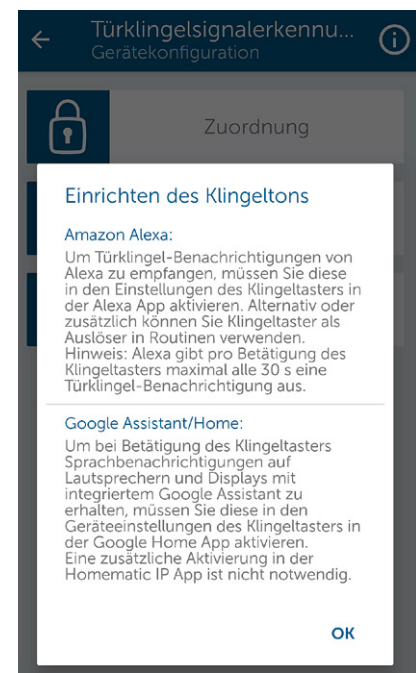 Türklingelsignalerkennu...
Gerätekonfiguration
Zuordnung
Einrichten des Klingeltons
Amazon Alexa:
Um Türklingel-Benachrichtigungen von
Alexa zu empfangen, müssen Sie diese
in den Einstellungen des Klingeltasters in
der Alexa App aktivieren. Alternativ oder
zusätzlich können Sie Klingeltaster als
Auslöser in Routinen verwenden.
Hinweis: Alexa gibt pro Betätigung des
Klingeltasters maximal alle 30 s eine
Türklingel-Benachrichtigung aus.
Google Assistant/Home:
Um bei Betätigung des Klingeltasters
Sprachbenachrichtigungen auf
Lautsprechern und Displays mit
integriertem Google Assistant zu
erhalten, müssen Sie diese in den
Geräteeinstellungen des Klingeltasters in
der Google Home App aktivieren.
Eine zusätzliche Aktivierung in der
Homematic IP App ist nicht notwendig.
OK